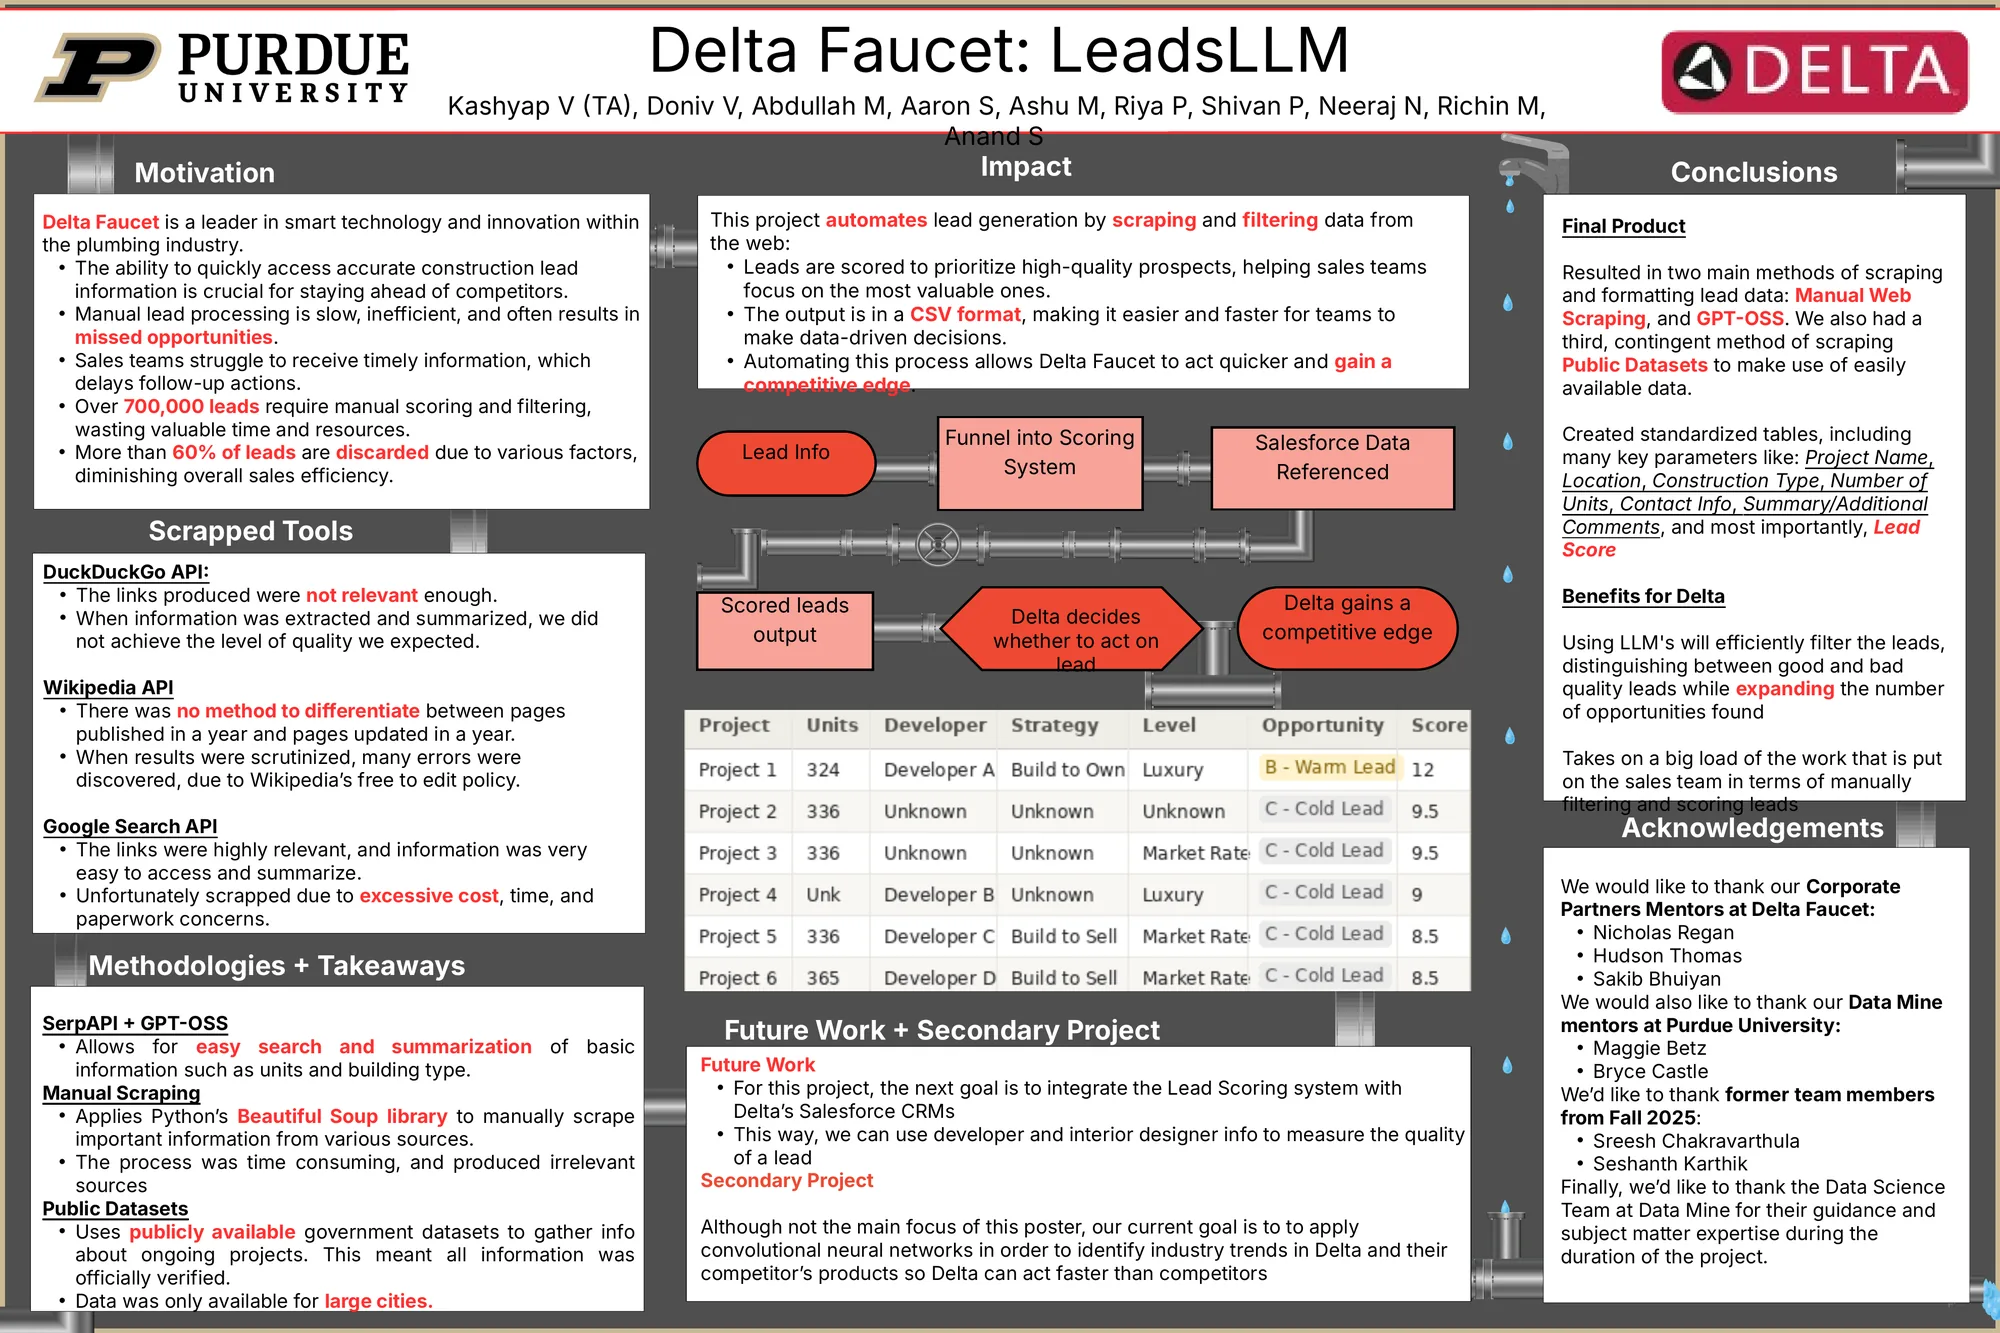 PURDUE
UNIVERSITY
Delta Faucet: LeadsLLM
Kashyap V (TA), Doniv V, Abdullah M, Aaron S, Ashu M, Riya P, Shivan P, Neeraj N, Richin M,
Anand S
DELTA
Motivation
Delta Faucet is a leader in smart technology and innovation within
the plumbing industry.
• The ability to quickly access accurate construction lead
information is crucial for staying ahead of competitors.
• Manual lead processing is slow, inefficient, and often results in
missed opportunities.
• Sales teams struggle to receive timely information, which
delays follow-up actions.
• Over 700,000 leads require manual scoring and filtering,
wasting valuable time and resources.
• More than 60% of leads are discarded due to various factors,
diminishing overall sales efficiency.
Scrapped Tools
DuckDuckGo API:
• The links produced were not relevant enough.
• When information was extracted and summarized, we did
not achieve the level of quality we expected.
Wikipedia API
• There was no method to differentiate between pages
published in a year and pages updated in a year.
• When results were scrutinized, many errors were
discovered, due to Wikipedia's free to edit policy.
Google Search API
• The links were highly relevant, and information was very
easy to access and summarize.
• Unfortunately scrapped due to excessive cost, time, and
paperwork concerns.
Methodologies + Takeaways
SerpAPI + GPT-OSS
• Allows for easy search and summarization of basic
information such as units and building type.
Manual Scraping
• Applies Python's Beautiful Soup library to manually scrape
important information from various sources.
• The process was time consuming, and produced irrelevant
sources
Public Datasets
• Uses publicly available government datasets to gather info
about ongoing projects. This meant all information was
officially verified.
• Data was only available for large cities.
Impact
This project automates lead generation by scraping and filtering data from
the web:
• Leads are scored to prioritize high-quality prospects, helping sales teams
focus on the most valuable ones.
• The output is in a CSV format, making it easier and faster for teams to
make data-driven decisions.
• Automating this process allows Delta Faucet to act quicker and gain a
competitive edge.
Lead Info
Funnel into Scoring
System
Salesforce Data
Referenced
Scored leads
output
Delta decides
whether to act on
lead
Delta gains a
competitive edge
Project Units Developer Strategy Level Opportunity Score
Project 1 324 Developer A Build to Own Luxury B - Warm Lead 12
Project 2 336 Unknown Unknown Unknown C - Cold Lead 9.5
Project 3 336 Unknown Unknown Market Rate C - Cold Lead 9.5
Project 4 Unk Developer B Unknown Luxury C - Cold Lead 9
Project 5 336 Developer C Build to Sell Market Rate C - Cold Lead 8.5
Project 6 365 Developer D Build to Sell Market Rate C - Cold Lead 8.5
Future Work + Secondary Project
Future Work
• For this project, the next goal is to integrate the Lead Scoring system with
Delta's Salesforce CRMs
• This way, we can use developer and interior designer info to measure the quality
of a lead
Secondary Project
Although not the main focus of this poster, our current goal is to to apply
convolutional neural networks in order to identify industry trends in Delta and their
competitor's products so Delta can act faster than competitors
Conclusions
Final Product
Resulted in two main methods of scraping
and formatting lead data: Manual Web
Scraping, and GPT-OSS. We also had a
third, contingent method of scraping
Public Datasets to make use of easily
available data.
Created standardized tables, including
many key parameters like: Project Name,
Location, Construction Type, Number of
Units, Contact Info, Summary/Additional
Comments, and most importantly, Lead
Score
Benefits for Delta
Using LLM's will efficiently filter the leads,
distinguishing between good and bad
quality leads while expanding the number
of opportunities found
Takes on a big load of the work that is put
on the sales team in terms of manually
filtering and scoring leads
Acknowledgements
We would like to thank our Corporate
Partners Mentors at Delta Faucet:
• Nicholas Regan
• Hudson Thomas
• Sakib Bhuiyan
We would also like to thank our Data Mine
mentors at Purdue University:
• Maggie Betz
• Bryce Castle
We'd like to thank former team members
from Fall 2025:
• Sreesh Chakravarthula
• Seshanth Karthik
Finally, we'd like to thank the Data Science
Team at Data Mine for their guidance and
subject matter expertise during the
duration of the project.